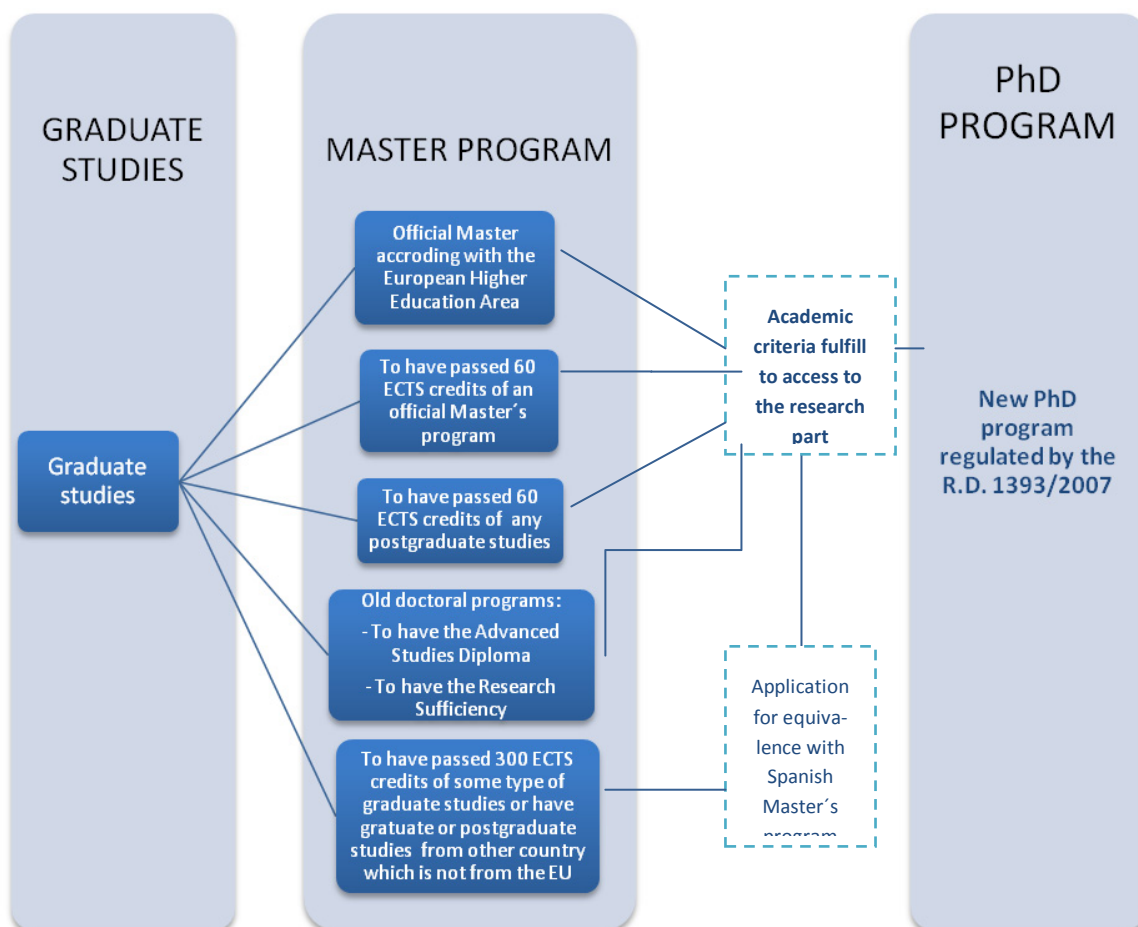 GRADUATE
STUDIES
Graduate
studies
MASTER PROGRAM
Official Master
accroding with the
European Higher
Education Area
To have passed 60
ECTS credits of an
official Master´s
program
To have passed 60
ECTS credits of any
postgraduate studies
Old doctoral programs:
- To have the Advanced
Studies Diploma
- To have the Research
Sufficiency
To have passed 300 ECTS
credits of some type of
graduate studies or have
gratuate or postgraduate
studies from other country
which is not from the EU
Academic
criteria fulfill
to access to
the research
part
Application
for equiva-
lence with
Spanish
Master´s
program
PhD
PROGRAM
New PhD
program
regulated by the
R.D. 1393/2007